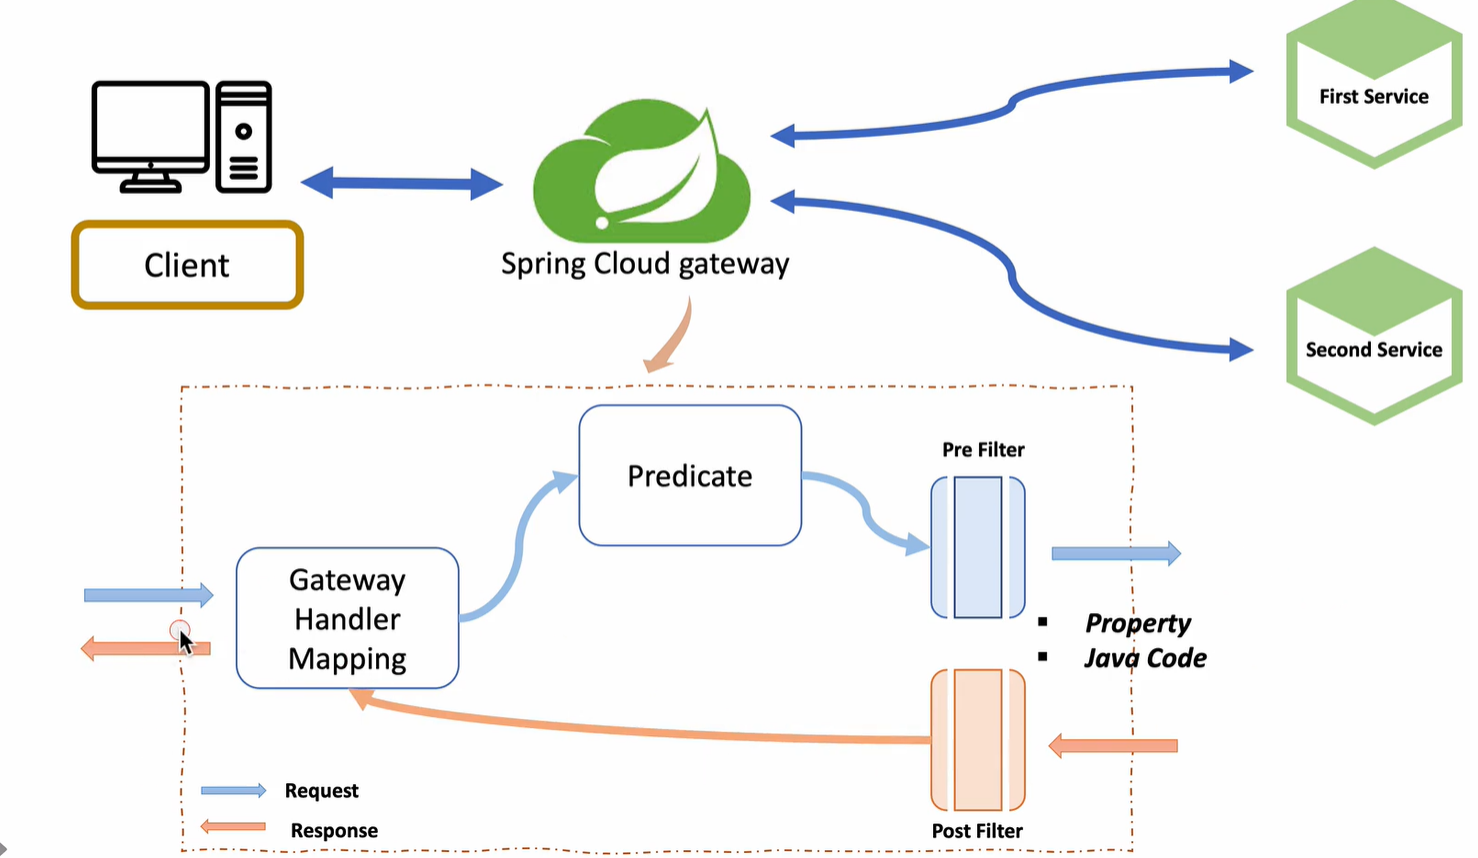 First Service
Client
Spring Cloud gateway
Second Service
Predicate
Pre Filter
Gateway
Handler
Mapping
Property
Java Code
Request
Response
Post Filter